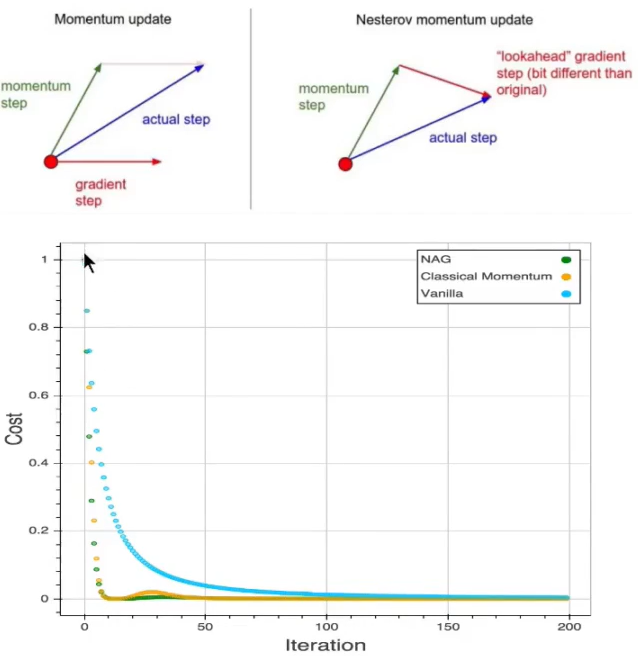 Momentum update
momentum
step
actual step
gradient
step
Nesterov momentum update
momentum
step
"lookahead" gradient
step (bit different than
original)
actual step
NAG
Classical Momentum
Vanilla
Cost
1
0.8
0.6
0.4
0.2
0
0
50
100
150
200
Iteration